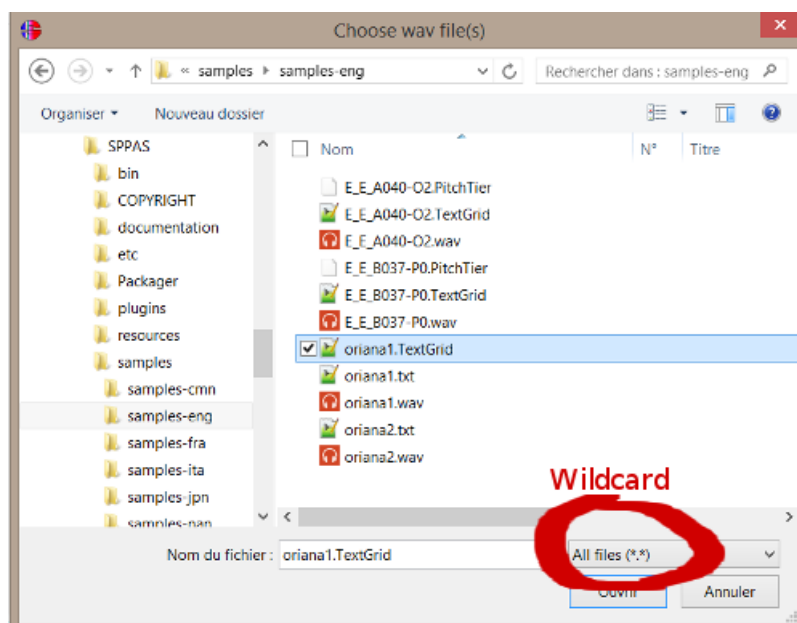 Choose wav file(s)
« samples samples-eng Rechercher dans : samples-eng
Organiser Nouveau dossier
SPPAS
bin
COPYRIGHT
documentation
etc
Packager
plugins
resources
samples
samples-cmn
samples-eng
samples-fra
samples-ita
samples-jpn
samples-nan
Nom N° Titre
E_E_A040-O2.PitchTier
E_E_A040-O2.TextGrid
E_E_A040-O2.wav
E_E_B037-P0.PitchTier
E_E_B037-P0.TextGrid
E_E_B037-P0.wav
oriana1.TextGrid
oriana1.txt
oriana1.wav
oriana2.txt
oriana2.wav
Wildcard
Nom du fichier : oriana1.TextGrid All files (*.*)
Ouvrir Annuler